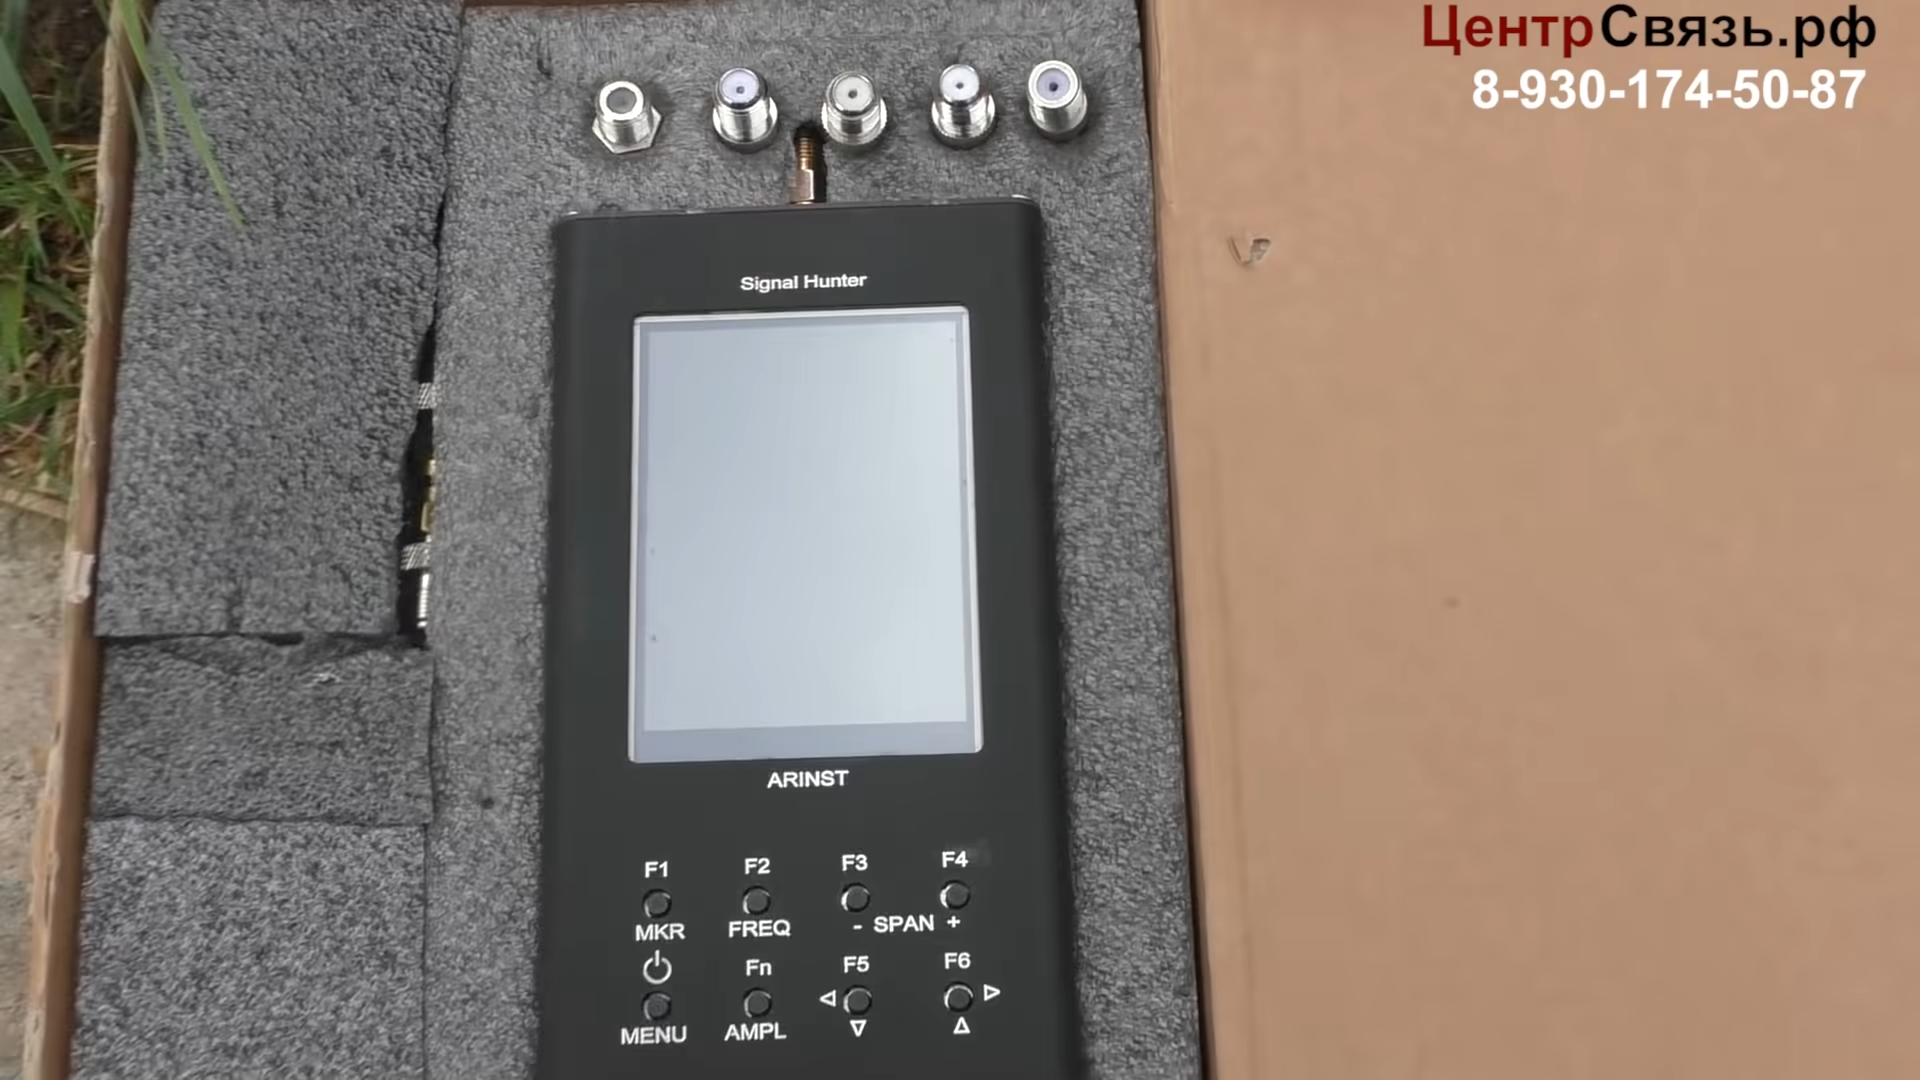 ЦентрСвязь.рф
8-930-174-50-87
Signal Hunter
ARINST
F1 F2 F3 F4
MKR FREQ - SPAN +
Fn F5 F6
MENU AMPL